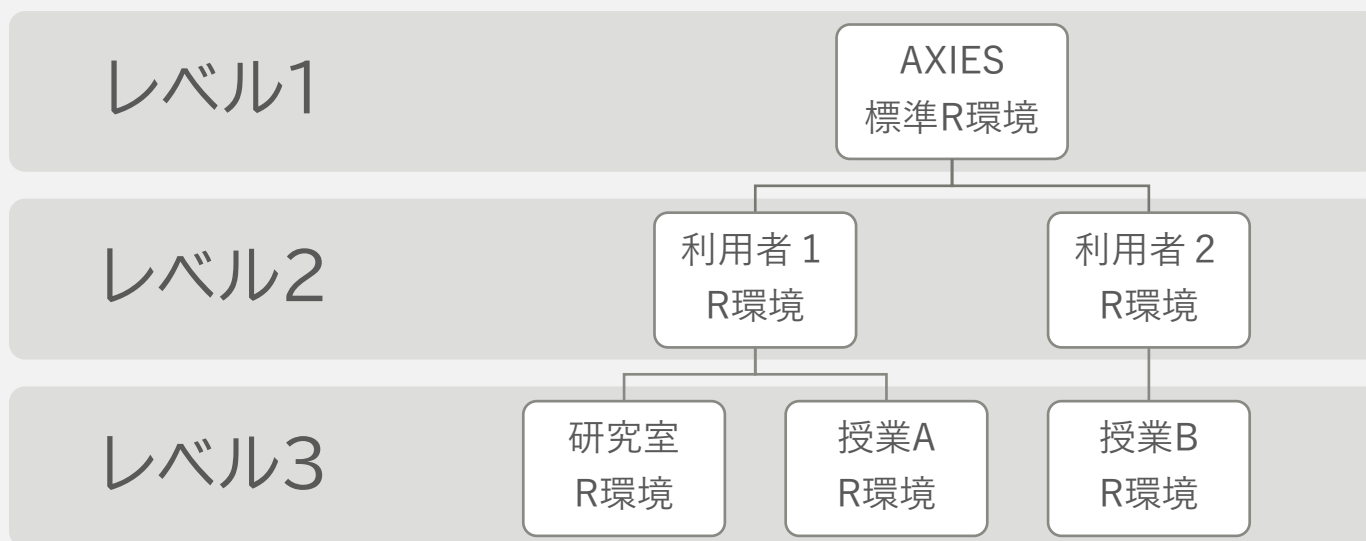 レベル1
AXIES
標準R環境
レベル2
利用者１
R環境
利用者２
R環境
レベル3
研究室
R環境
授業A
R環境
授業B
R環境